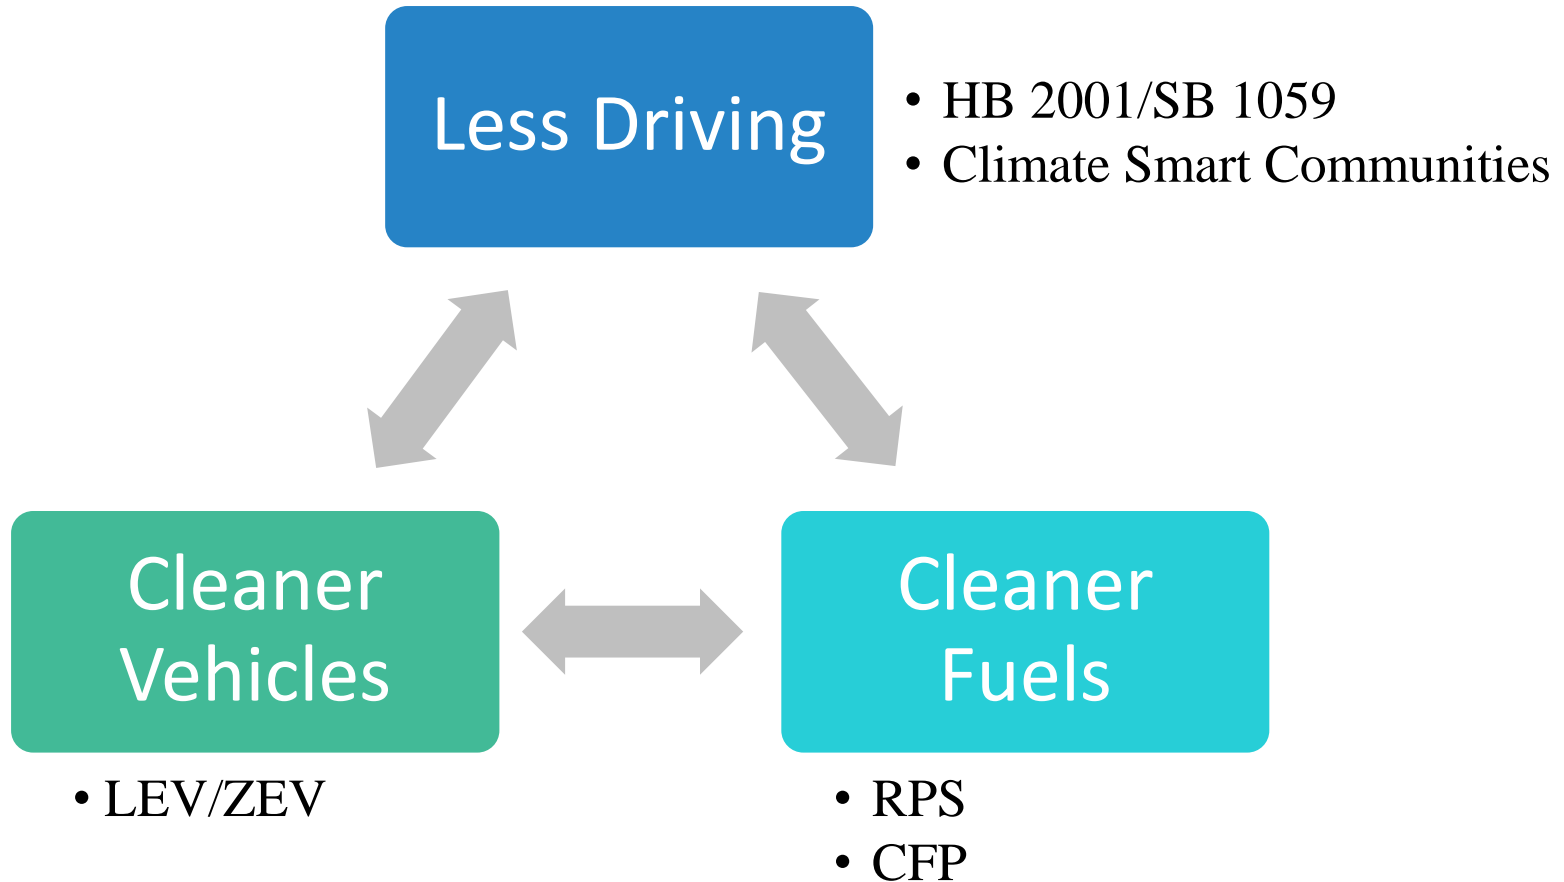 Less Driving
• HB 2001/SB 1059
• Climate Smart Communities
Cleaner
Vehicles
• LEV/ZEV
Cleaner
Fuels
• RPS
• CFP